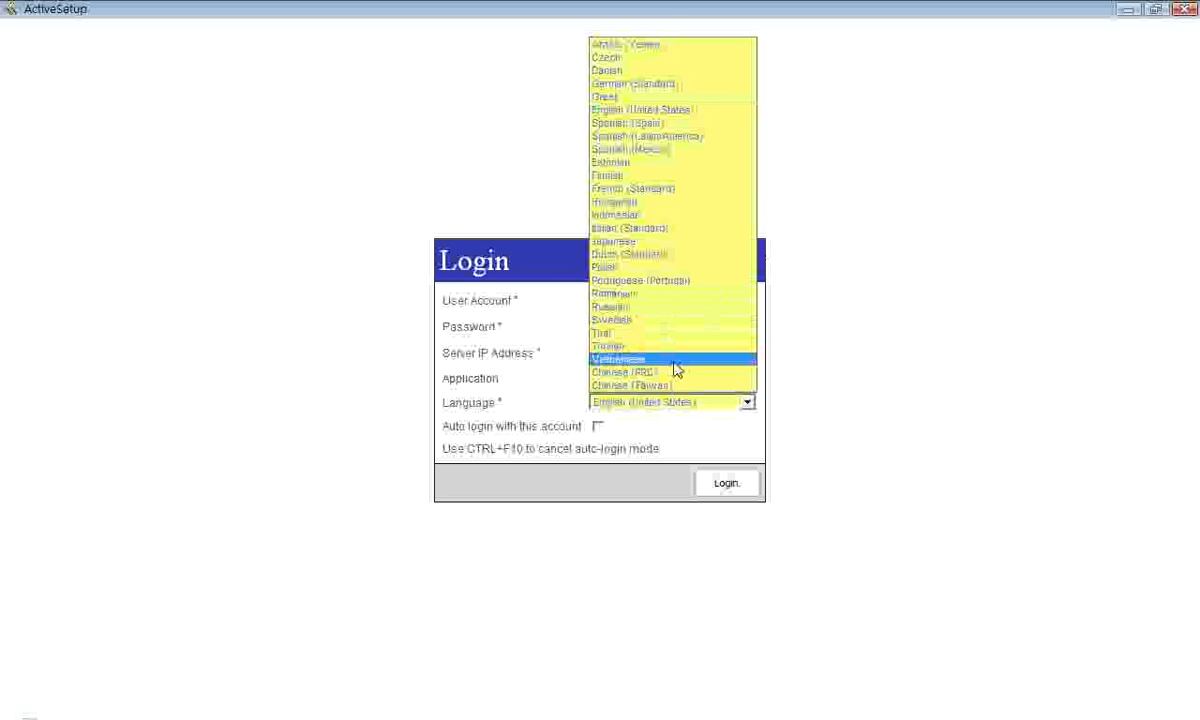 ActiveSetup
Czech
Danish
German (Standard)
Greek
English (United States)
Spanish (Spain)
Spanish (Latin America)
Spanish (Mexico)
Estonian
Finnish
French (Standard)
Hungarian
Indonesian
Italian (Standard)
Japanese
Dutch (Standard)
Polish
Portuguese (Portugal)
Romanian
Russian
Swedish
Thai
Turkish
Vietnamese
Chinese (PRC)
Chinese (Taiwan)
Login
User Account *
Password *
Server IP Address *
Application
Language * English (United States)
Auto login with this account
Use CTRL+F10 to cancel auto-login mode
Login